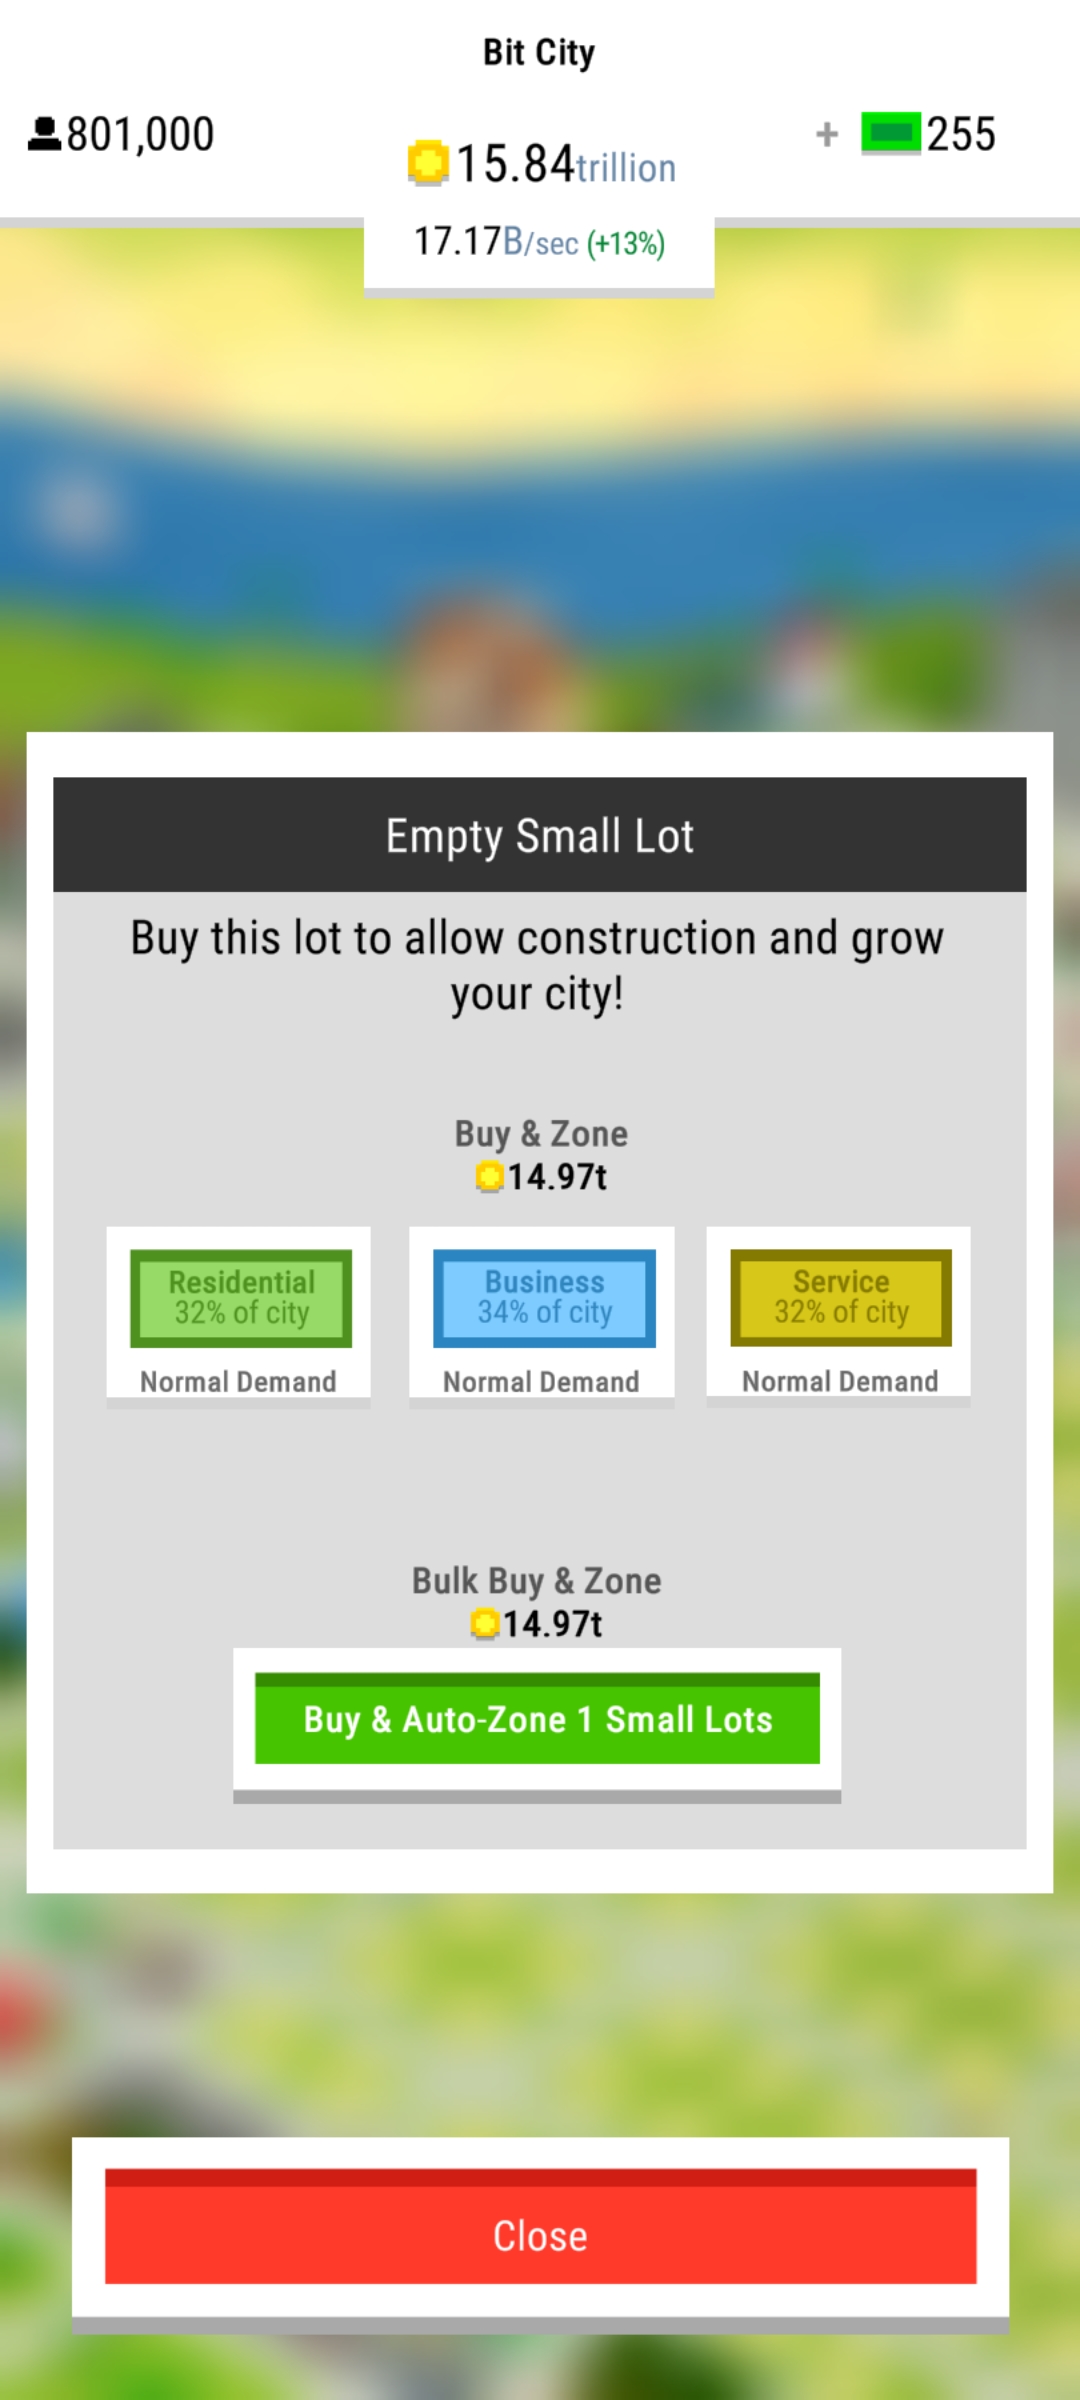 Bit City
801,000
15.84trillion
+ 255
17.17B/sec (+13%)
Empty Small Lot
Buy this lot to allow construction and grow
your city!
Buy & Zone
14.97t
Residential
32% of city
Normal Demand
Business
34% of city
Normal Demand
Service
32% of city
Normal Demand
Bulk Buy & Zone
14.97t
Buy & Auto-Zone 1 Small Lots
Close